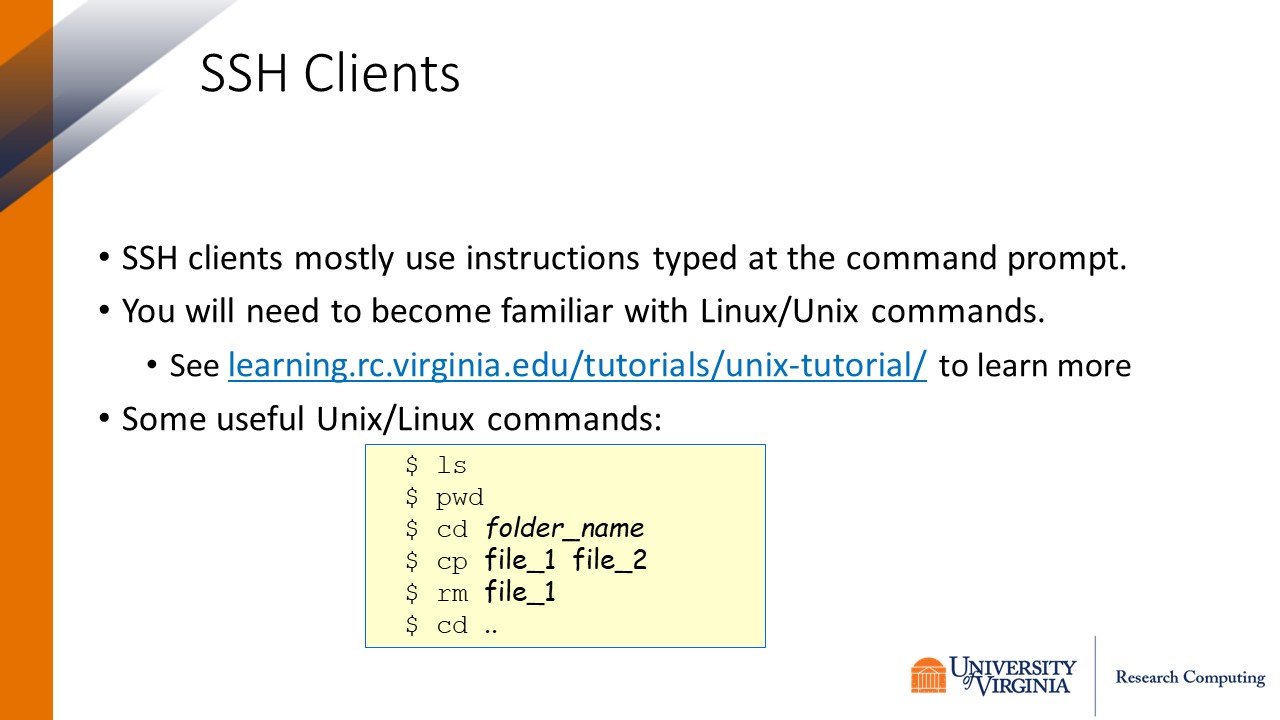 SSH Clients
• SSH clients mostly use instructions typed at the command prompt.
• You will need to become familiar with Linux/Unix commands.
• See learning.rc.virginia.edu/tutorials/unix-tutorial/ to learn more
• Some useful Unix/Linux commands:
$ ls
$ pwd
$ cd folder_name
$ cp file_1 file_2
$ rm file_1
$ cd ..
UNIVERSITY
of VIRGINIA
Research Computing